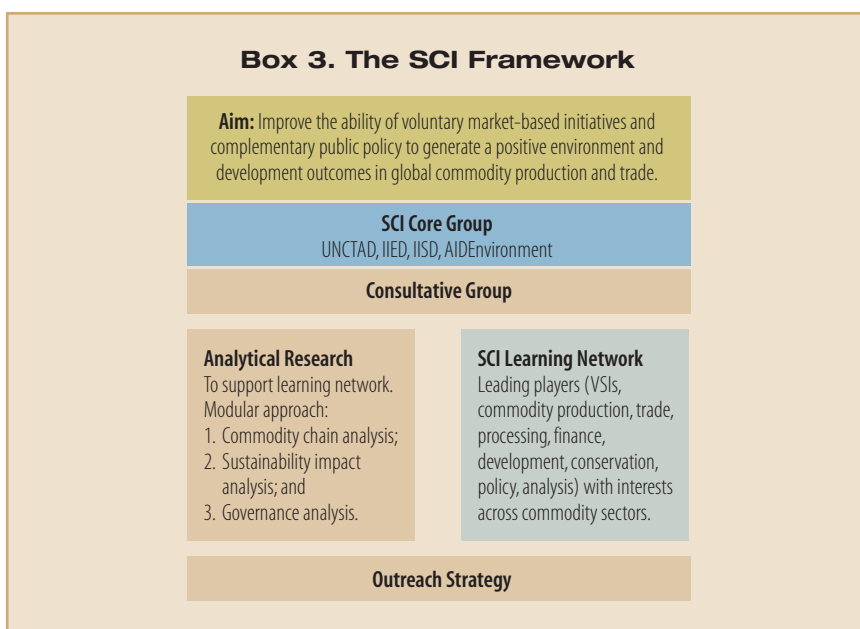 Box 3. The SCI Framework
Aim: Improve the ability of voluntary market-based initiatives and
complementary public policy to generate a positive environment and
development outcomes in global commodity production and trade.
SCI Core Group
UNCTAD, IIED, IISD, AIDEnvironment
Consultative Group
Analytical Research
To support learning network.
Modular approach:
1. Commodity chain analysis;
2. Sustainability impact
analysis; and
3. Governance analysis.
SCI Learning Network
Leading players (VSIs,
commodity production, trade,
processing, finance,
development, conservation,
policy, analysis) with interests
across commodity sectors.
Outreach Strategy